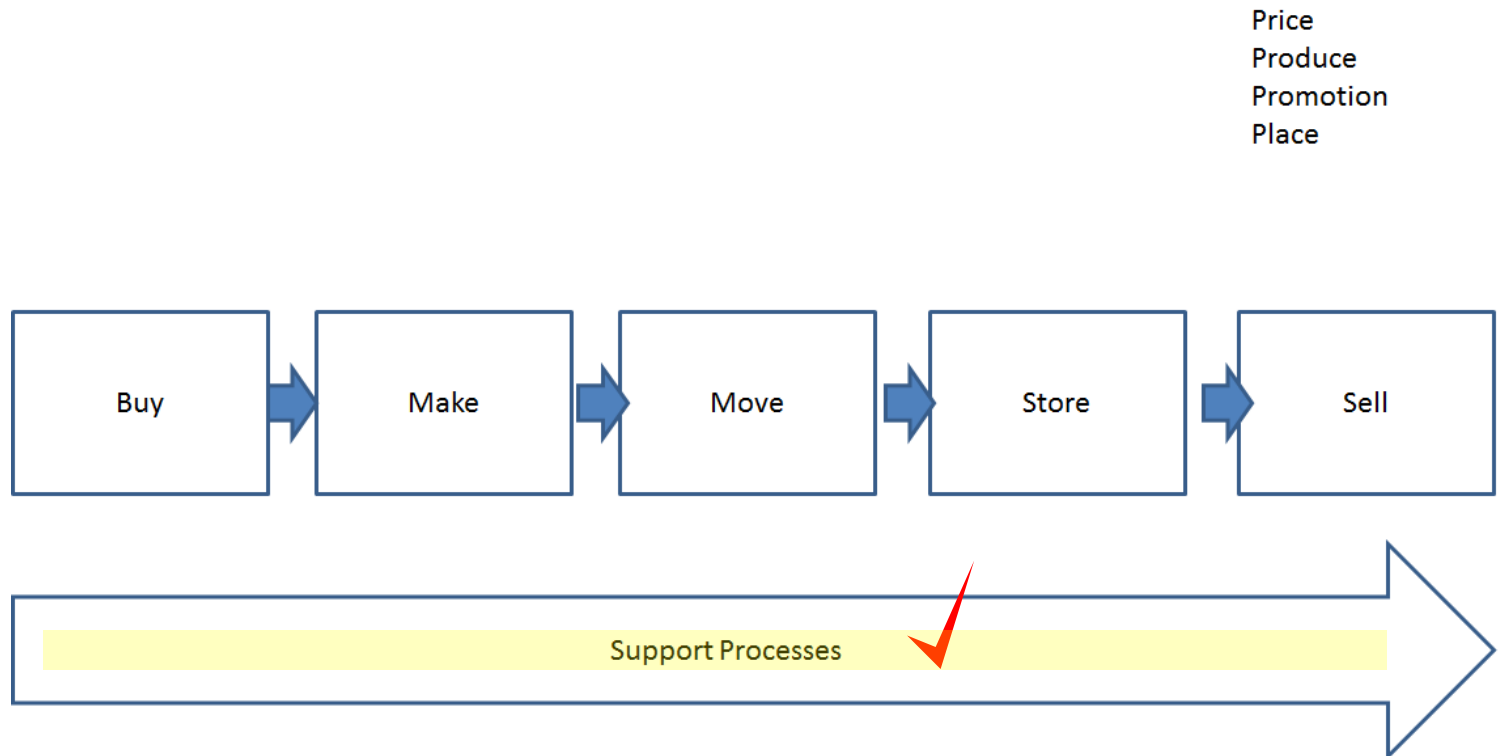 Price
Produce
Promotion
Place
Buy
Make
Move
Store
Sell
Support Processes